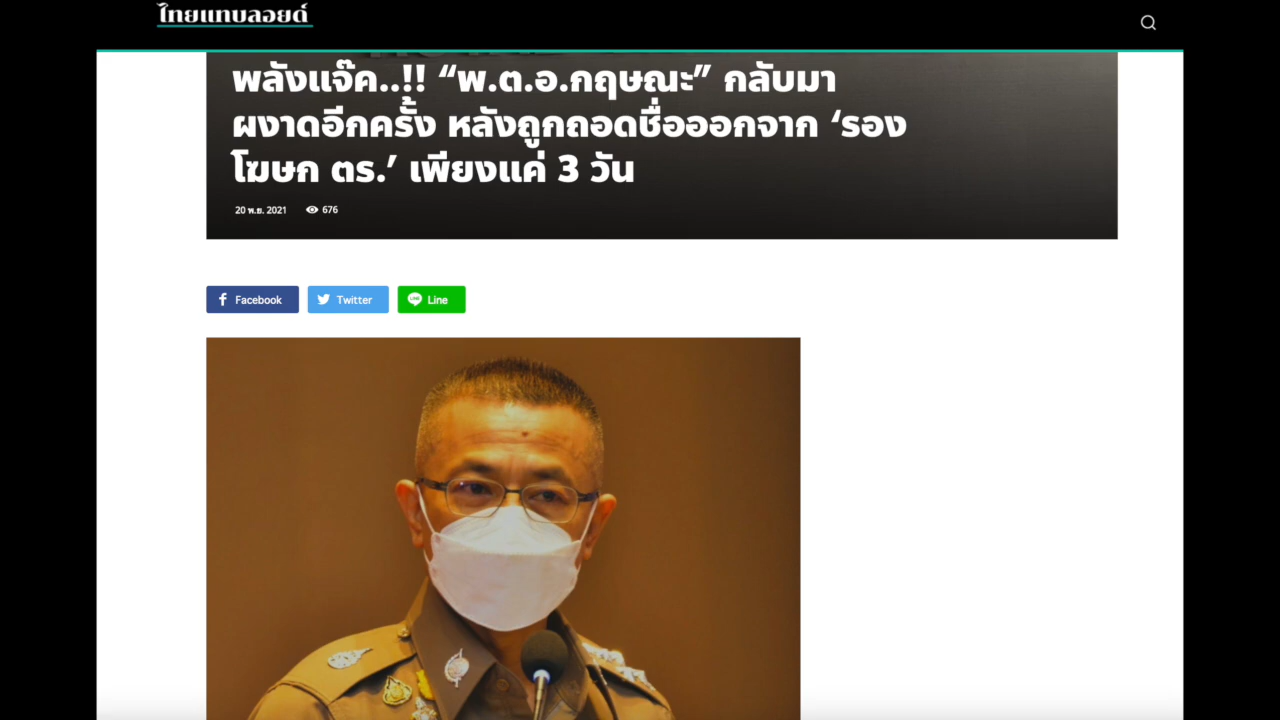 ไทยแทบลอยด์
พลังแจ๊ค..!! “พ.ต.อ.กฤษณะ” กลับมา
ผงาดอีกครั้ง หลังถูกถอดชื่อออกจาก ‘รอง
โฆษก ตร.’ เพียงแค่ 3 วัน
20 พ.ย. 2021 676
Facebook Twitter Line